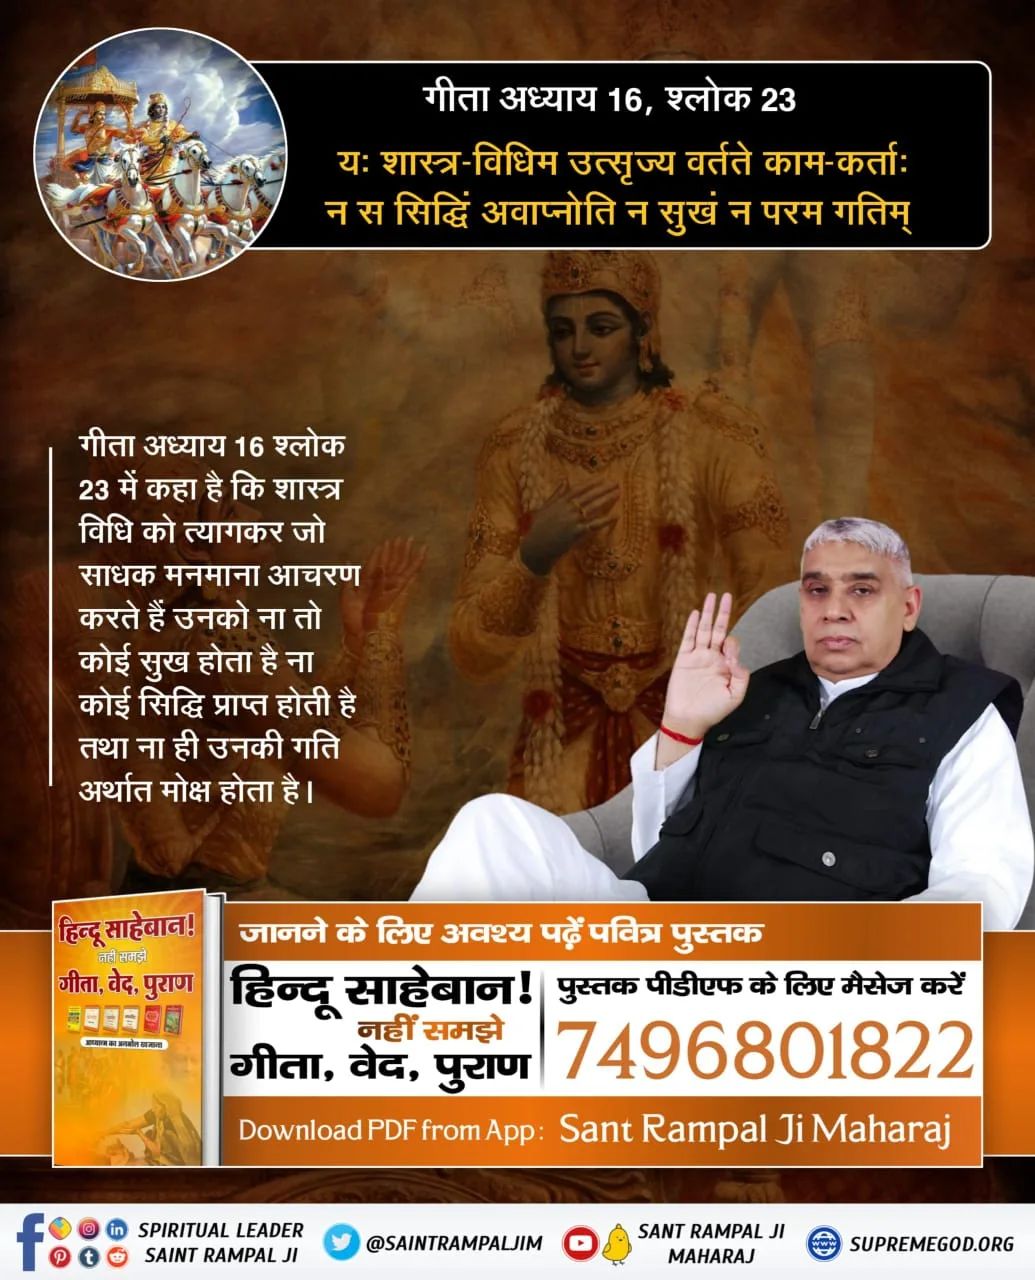 गीता अध्याय 16, श्लोक 23
यः शास्त्र-विधिम उत्सृज्य वर्तते काम-कर्ताः
न स सिद्धिं अवाप्नोति न सुखं न परम गतिम्
गीता अध्याय 16 श्लोक
23 में कहा है कि शास्त्र
विधि को त्यागकर जो
साधक मनमाना आचरण
करते हैं उनको ना तो
कोई सुख होता है ना
कोई सिद्धि प्राप्त होती है
तथा ना ही उनकी गति
अर्थात मोक्ष होता है।
हिन्दू साहेबान!
नहीं समझे
गीता, वेद, पुराण
आध्यात्म का अनमोल खजाना
जानने के लिए अवश्य पढ़ें पवित्र पुस्तक
हिन्दू साहेबान!
नहीं समझे
गीता, वेद, पुराण
पुस्तक पीडीएफ के लिए मैसेज करें
7496801822
Download PDF from App : Sant Rampal Ji Maharaj
SPIRITUAL LEADER
SAINT RAMPAL JI
@SAINTRAMPALJIM
SANT RAMPAL JI
MAHARAJ
SUPREMEGOD.ORG